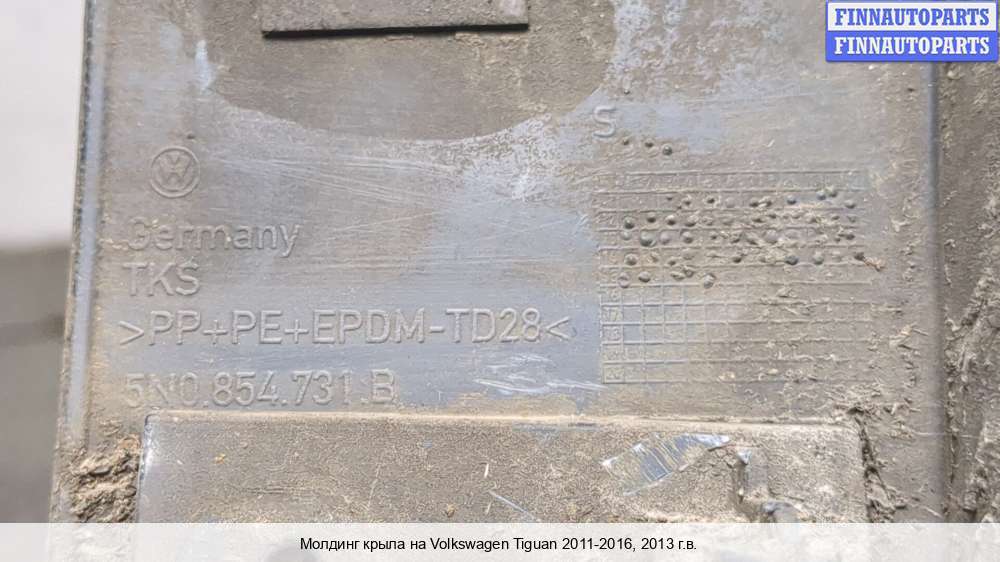 FINNAUTOPARTS
FINNAUTOPARTS
S
Germany
TKS
>PP+PE+EPDM-TD28<
5N0.854.731.B
Молдинг крыла на Volkswagen Tiguan 2011-2016, 2013 г.в.